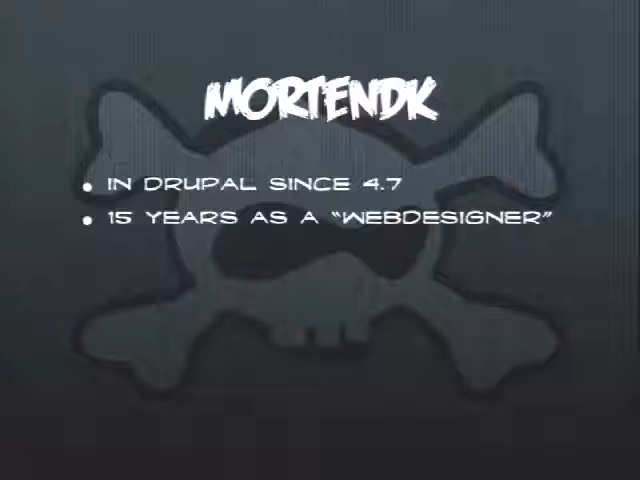 MORTENDK
• IN DRUPAL SINCE 4.7
• 15 YEARS AS A “WEBDESIGNER”